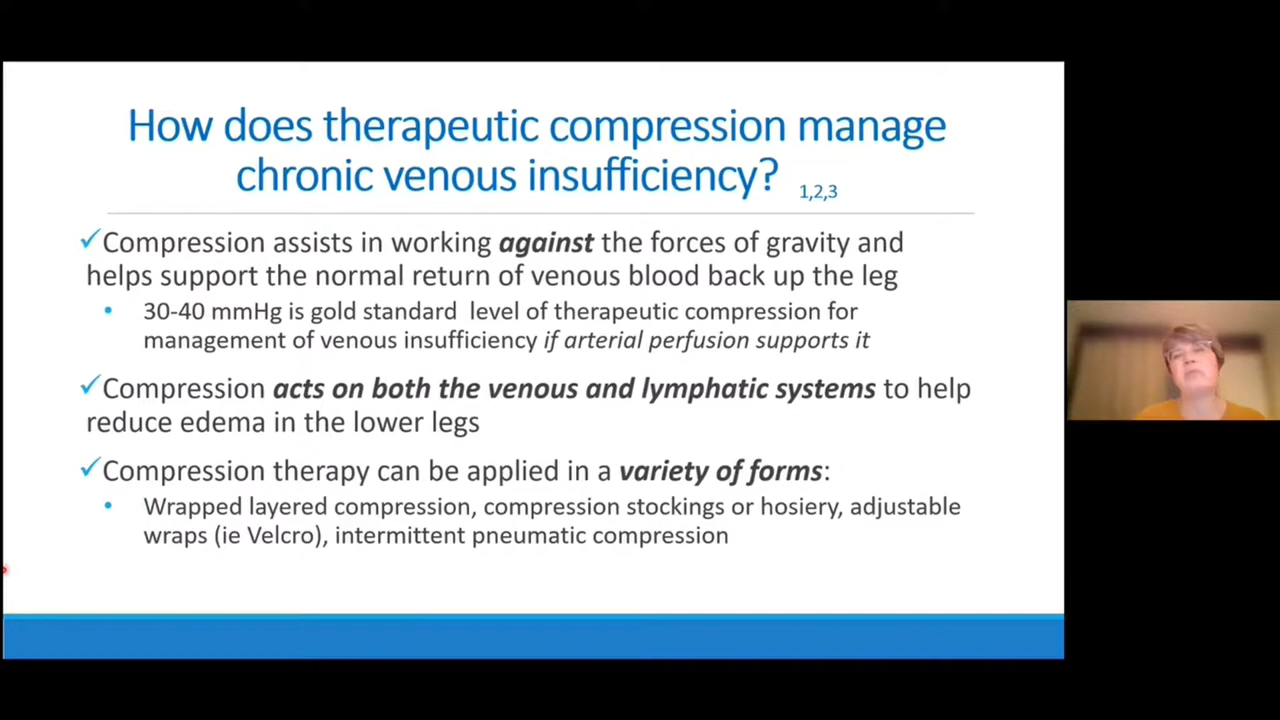 How does therapeutic compression manage
chronic venous insufficiency? 1,2,3
✓Compression assists in working against the forces of gravity and
helps support the normal return of venous blood back up the leg
• 30-40 mmHg is gold standard level of therapeutic compression for
management of venous insufficiency if arterial perfusion supports it
✓Compression acts on both the venous and lymphatic systems to help
reduce edema in the lower legs
✓Compression therapy can be applied in a variety of forms:
• Wrapped layered compression, compression stockings or hosiery, adjustable
wraps (ie Velcro), intermittent pneumatic compression